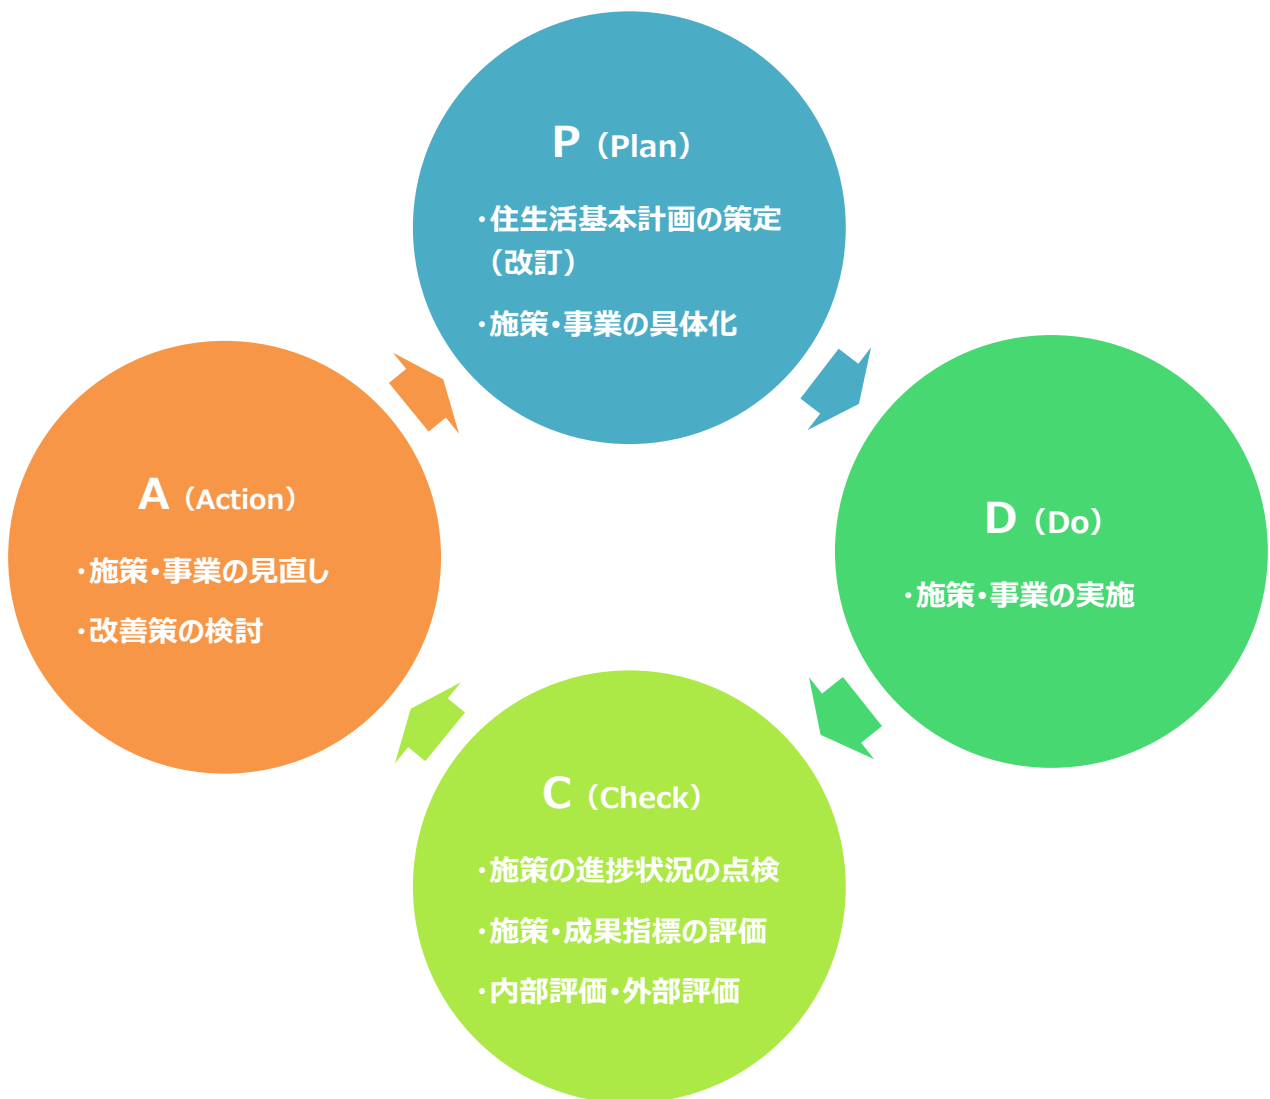 P（Plan）
・住生活基本計画の策定
（改訂）
・施策・事業の具体化
D（Do）
・施策・事業の実施
C（Check）
・施策の進捗状況の点検
・施策・成果指標の評価
・内部評価・外部評価
A（Action）
・施策・事業の見直し
・改善策の検討